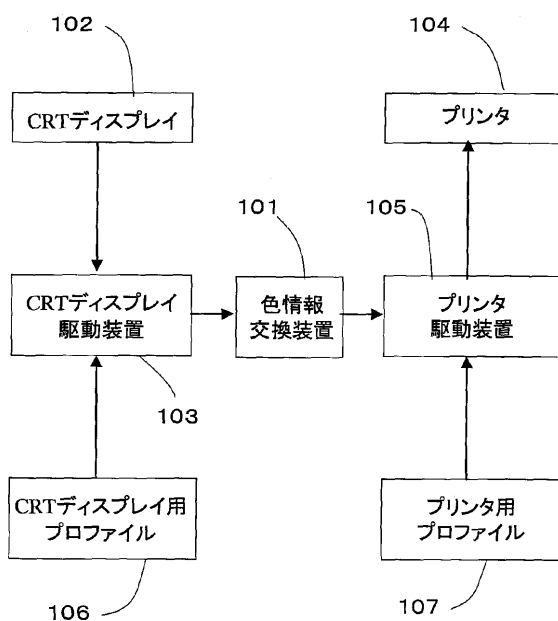 102
104
CRTディスプレイ
プリンタ
101
105
CRTディスプレイ
駆動装置
色情報
交換装置
プリンタ
駆動装置
103
CRTディスプレイ用
プロファイル
プリンタ用
プロファイル
106
107